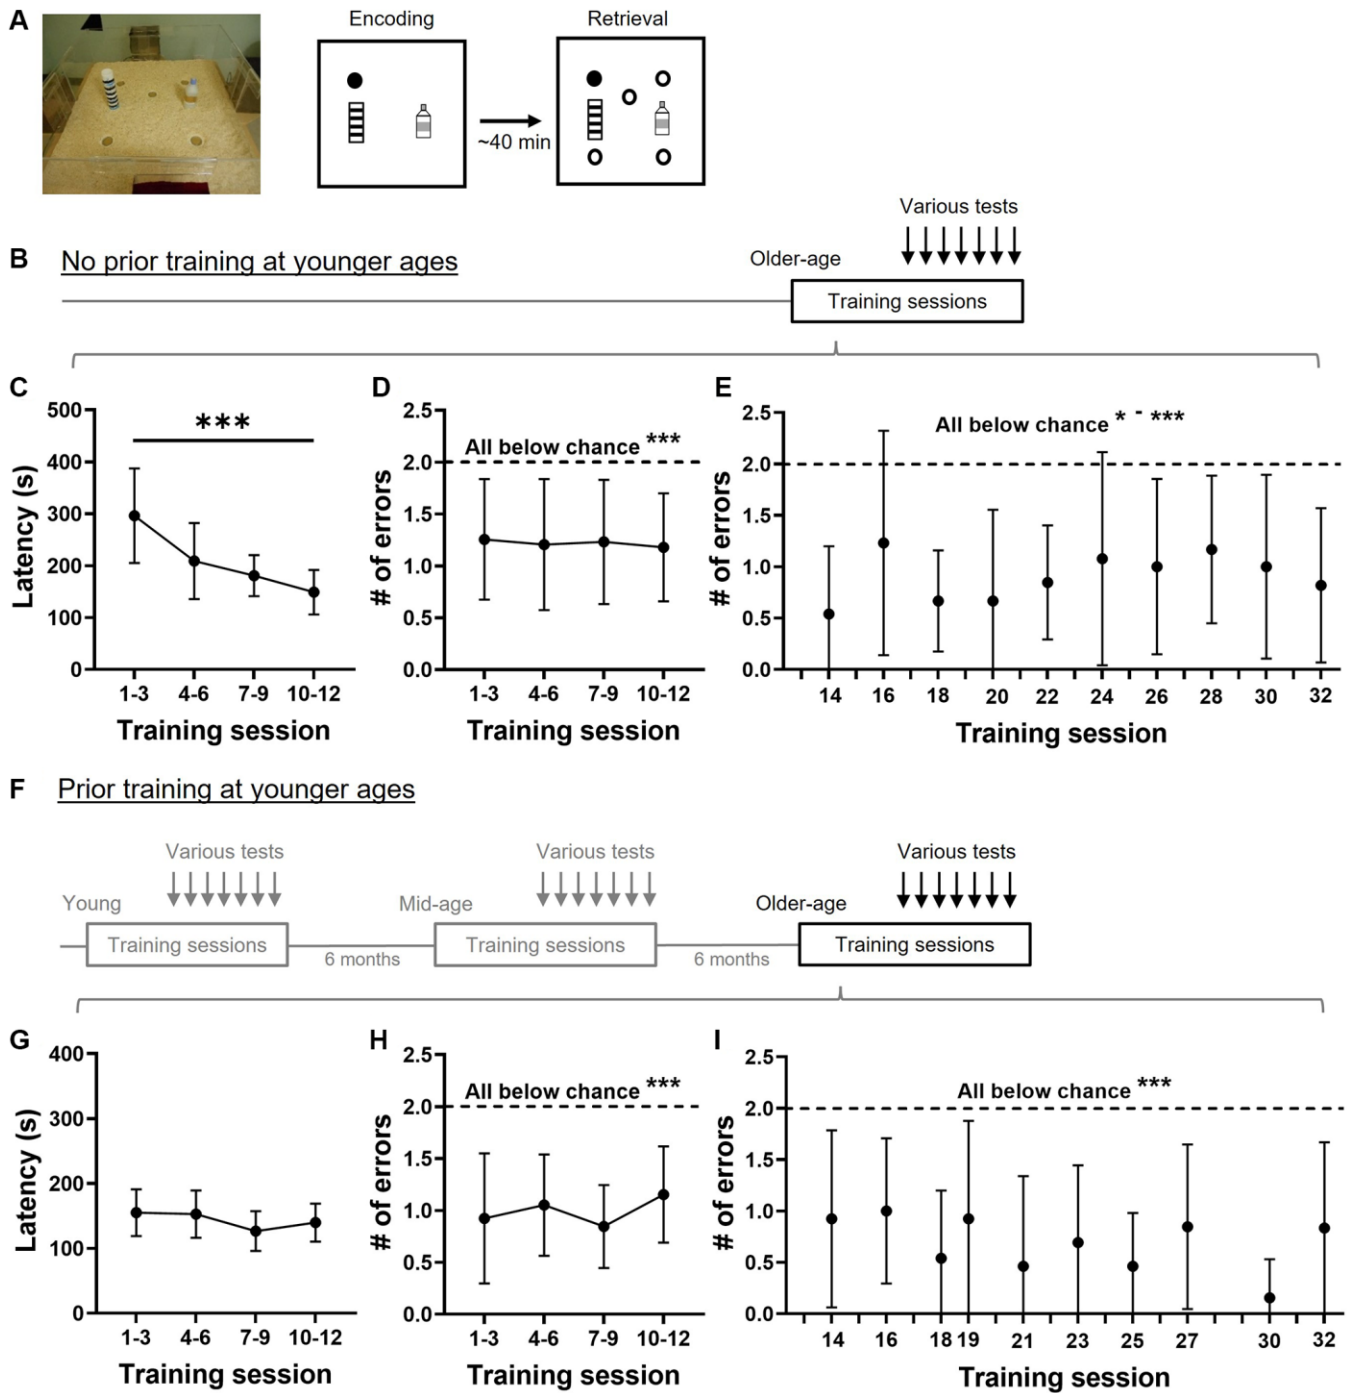 A
Encoding
Retrieval
~40 min
B
No prior training at younger ages
Older-age
Various tests
Training sessions
C
500
400
300
200
100
0
Latency (s)
***
1-3 4-6 7-9 10-12
Training session
D
2.5
2.0
1.5
1.0
0.5
0.0
# of errors
All below chance ***
1-3 4-6 7-9 10-12
Training session
E
2.5
2.0
1.5
1.0
0.5
0.0
# of errors
All below chance * - ***
14 16 18 20 22 24 26 28 30 32
Training session
F
Prior training at younger ages
Various tests
Various tests
Various tests
Young
Mid-age
Older-age
Training sessions
6 months
Training sessions
6 months
Training sessions
G
400
300
200
100
0
Latency (s)
1-3 4-6 7-9 10-12
Training session
H
2.5
2.0
1.5
1.0
0.5
0.0
# of errors
All below chance ***
1-3 4-6 7-9 10-12
Training session
I
2.5
2.0
1.5
1.0
0.5
0.0
# of errors
All below chance ***
14 16 18 19 21 23 25 27 30 32
Training session